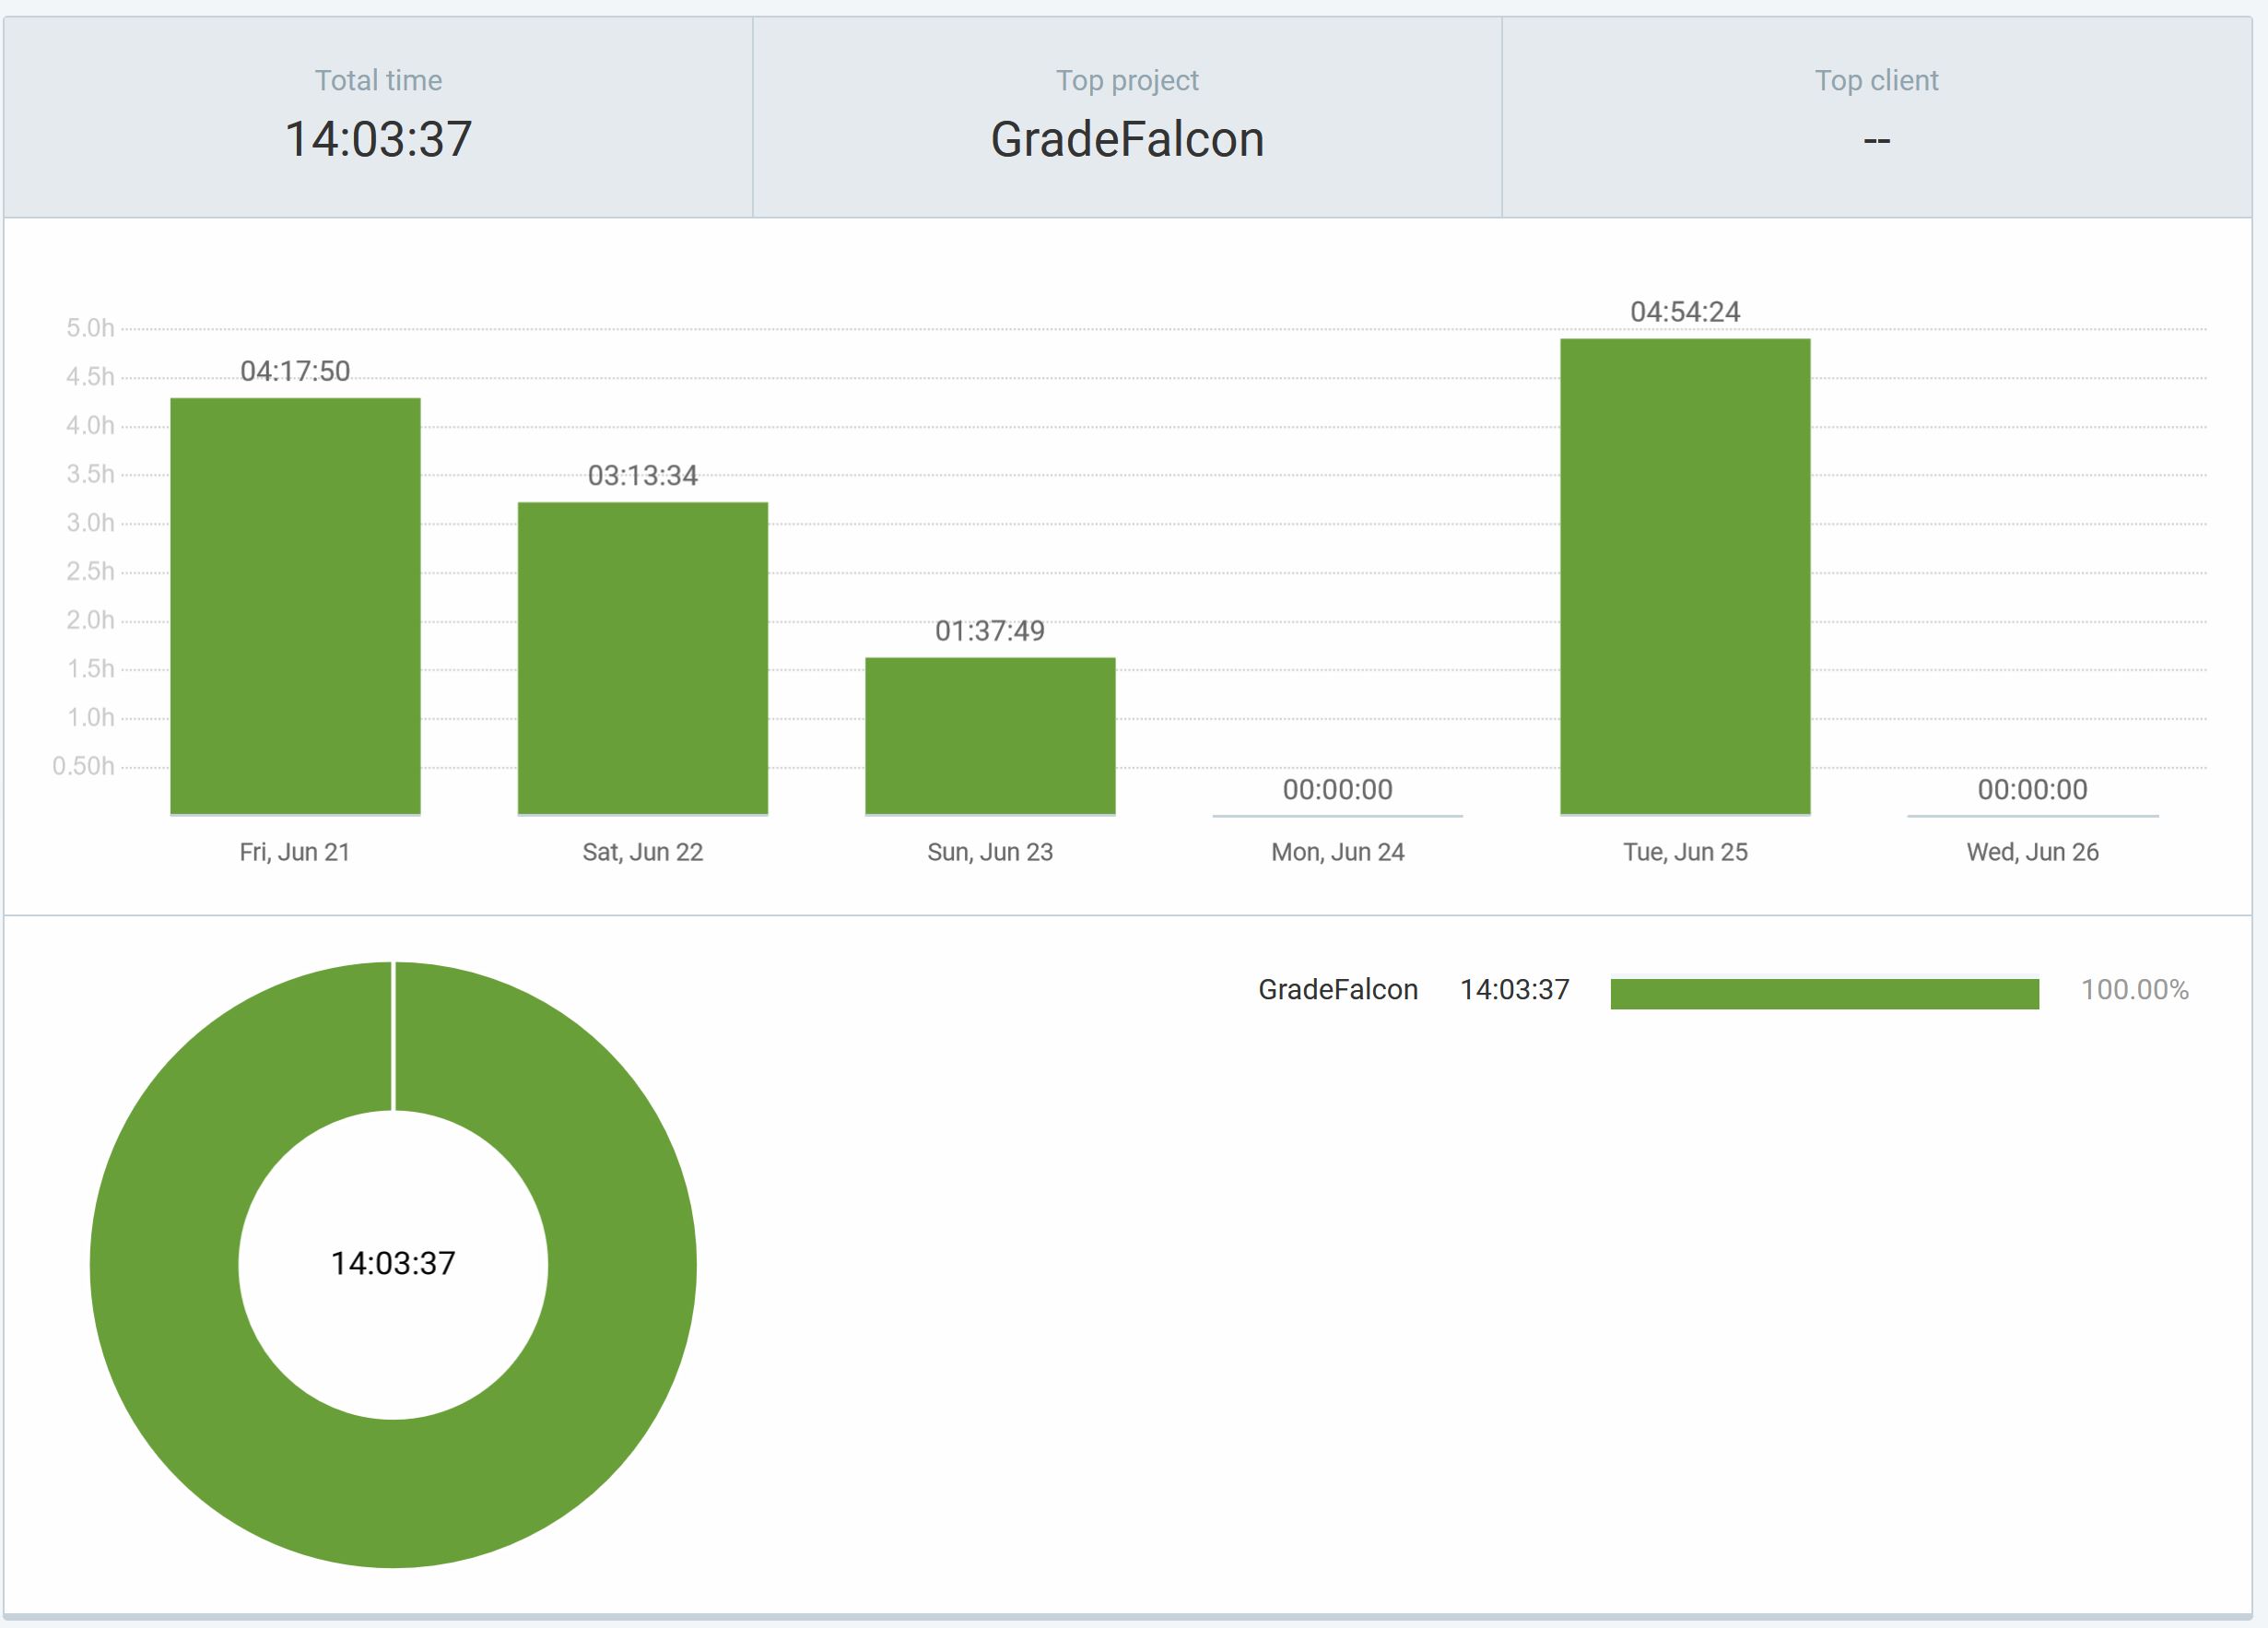 Total time
14:03:37
Top project
GradeFalcon
Top client
--
04:54:24
5.0h
04:17:50
4.5h
4.0h
3.5h
03:13:34
3.0h
2.5h
2.0h
01:37:49
1.5h
1.0h
0.50h
00:00:00
00:00:00
Fri, Jun 21
Sat, Jun 22
Sun, Jun 23
Mon, Jun 24
Tue, Jun 25
Wed, Jun 26
GradeFalcon 14:03:37 100.00%
14:03:37